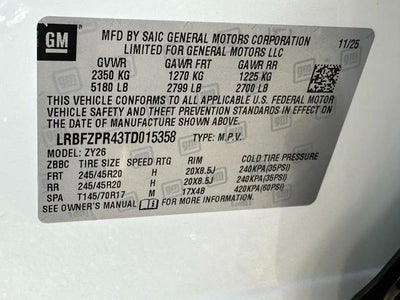 GM
MFD BY SAIC GENERAL MOTORS CORPORATION
LIMITED FOR GENERAL MOTORS LLC
11/25
GVWR GAWR FRT GAWR RR
2350 KG 1270 KG 1225 KG
5180 LB 2799 LB 2700 LB
THIS VEHICLE CONFORMS TO ALL APPLICABLE U.S. FEDERAL MOTOR
VEHICLE SAFETY AND THEFT PREVENTION STANDARDS IN EFFECT
ON THE DATE OF MANUFACTURE SHOWN ABOVE.
LRBFZPR43TD015358 TYPE: M.P.V.
MODEL: ZY26
ZBBC TIRE SIZE SPEED RTG RIM COLD TIRE PRESSURE
FRT 245/45R20 H 20X8.5J 240KPA(35PSI)
RR 245/45R20 H 20X8.5J 240KPA(35PSI)
SPA T145/70R17 M 17X4B 420KPA(60PSI)
SEE OWNER'S MANUAL FOR MORE INFORMATION.